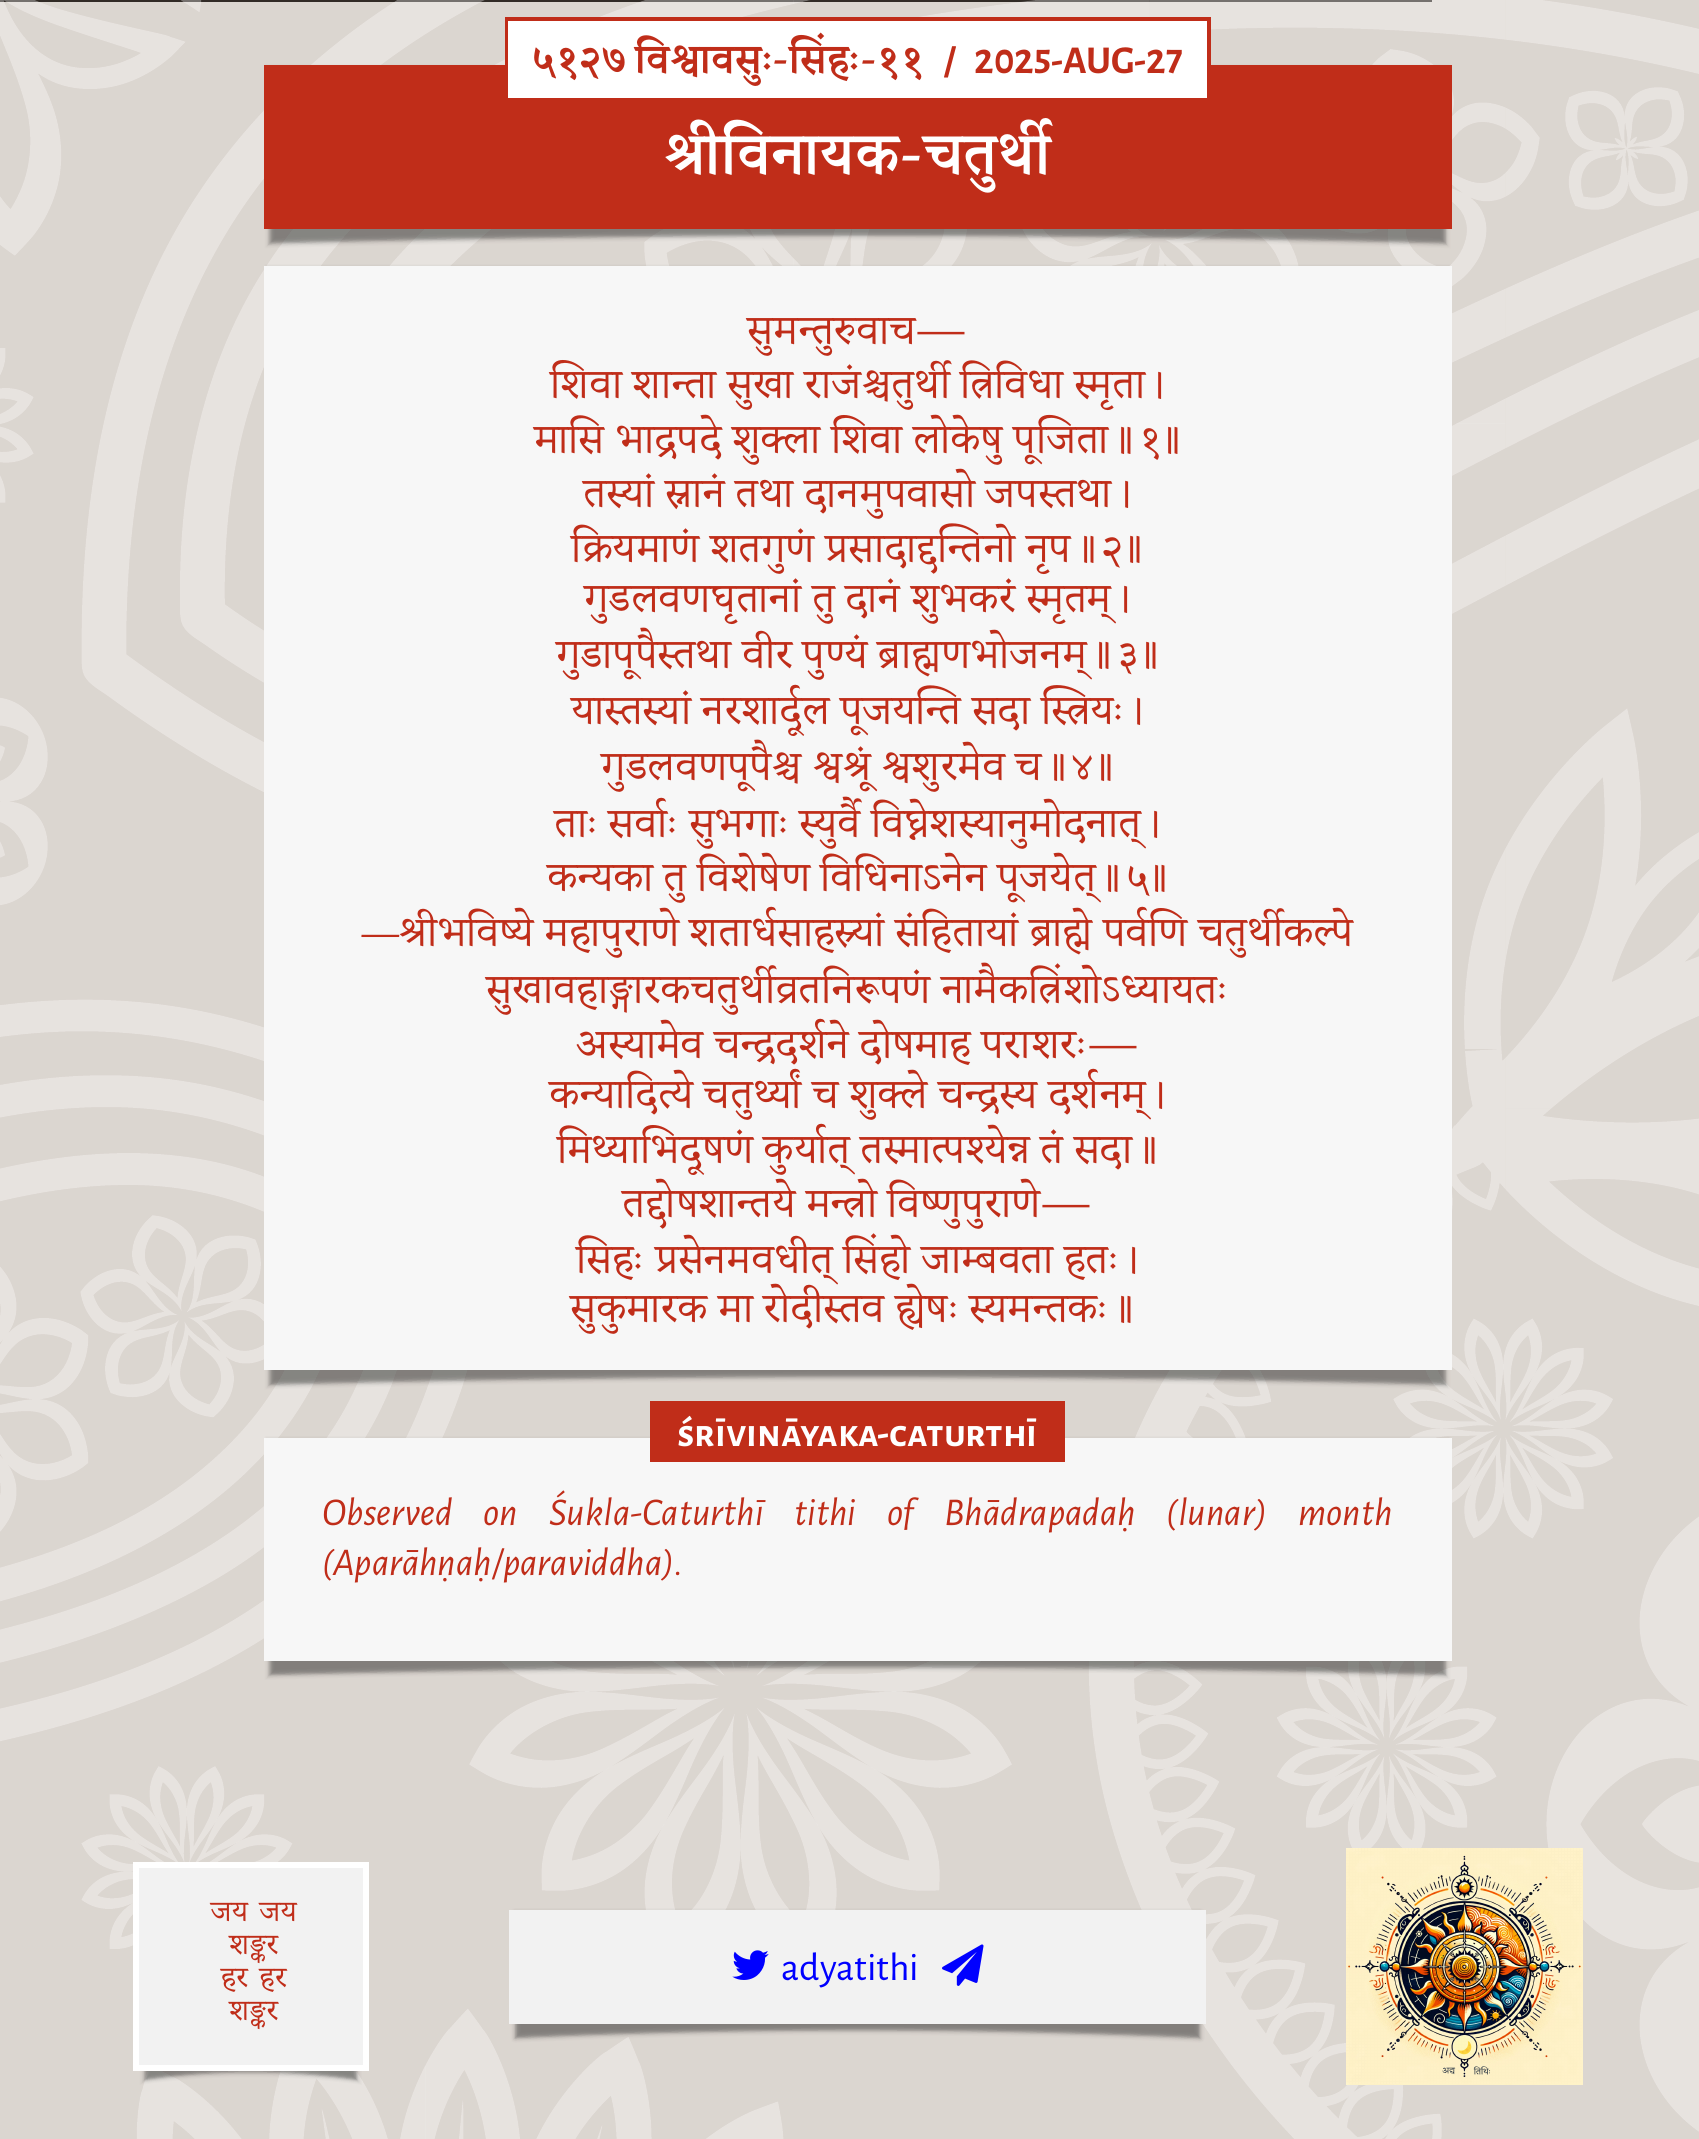 ५१२७ विश्वावसुः-सिंहः-११ / 2025-AUG-27
श्रीविनायक-चतुर्थी
सुमन्तुरुवाच—
शिवा शान्ता सुखा राजंश्चतुर्थी त्रिविधा स्मृता।
मासि भाद्रपदे शुक्ला शिवा लोकेषु पूजिता॥१॥
तस्यां स्नानं तथा दानमुपवासो जपस्तथा।
क्रियमाणं शतगुणं प्रसादाद्दन्तिनो नृप॥२॥
गुडलवणघृतानां तु दानं शुभकरं स्मृतम्।
गुडापूपैस्तथा वीर पुण्यं ब्राह्मणभोजनम्॥३॥
यास्तस्यां नरशार्दूल पूजयन्ति सदा स्त्रियः।
गुडलवणपूपैश्च श्वश्रूं श्वशुरमेव च॥४॥
ताः सर्वाः सुभगाः स्युर्वै विघ्नेशस्यानुमोदनात्।
कन्यका तु विशेषेण विधिनाऽनेन पूजयेत्॥५॥
—श्रीभविष्ये महापुराणे शतार्धसाहस्र्यां संहितायां ब्राह्मे पर्वणि चतुर्थीकल्पे
सुखावहाङ्गारकचतुर्थीव्रतनिरूपणं नामैकत्रिंशोऽध्यायतः
अस्यामेव चन्द्रदर्शने दोषमाह पराशरः—
कन्यादित्ये चतुर्थ्यां च शुक्ले चन्द्रस्य दर्शनम्।
मिथ्याभिदूषणं कुर्यात् तस्मात्पश्येन्न तं सदा॥
तद्दोषशान्तये मन्त्रो विष्णुपुराणे—
सिहः प्रसेनमवधीत् सिंहो जाम्बवता हतः।
सुकुमारक मा रोदीस्तव ह्येषः स्यमन्तकः॥
ŚRĪVINĀYAKA-CATURTHĪ
Observed on Śukla-Caturthī tithi of Bhādrapadaḥ (lunar) month
(Aparāhṇaḥ/paraviddha).
जय जय
शङ्कर
हर हर
शङ्कर
adyatithi
अद्य तिथिः